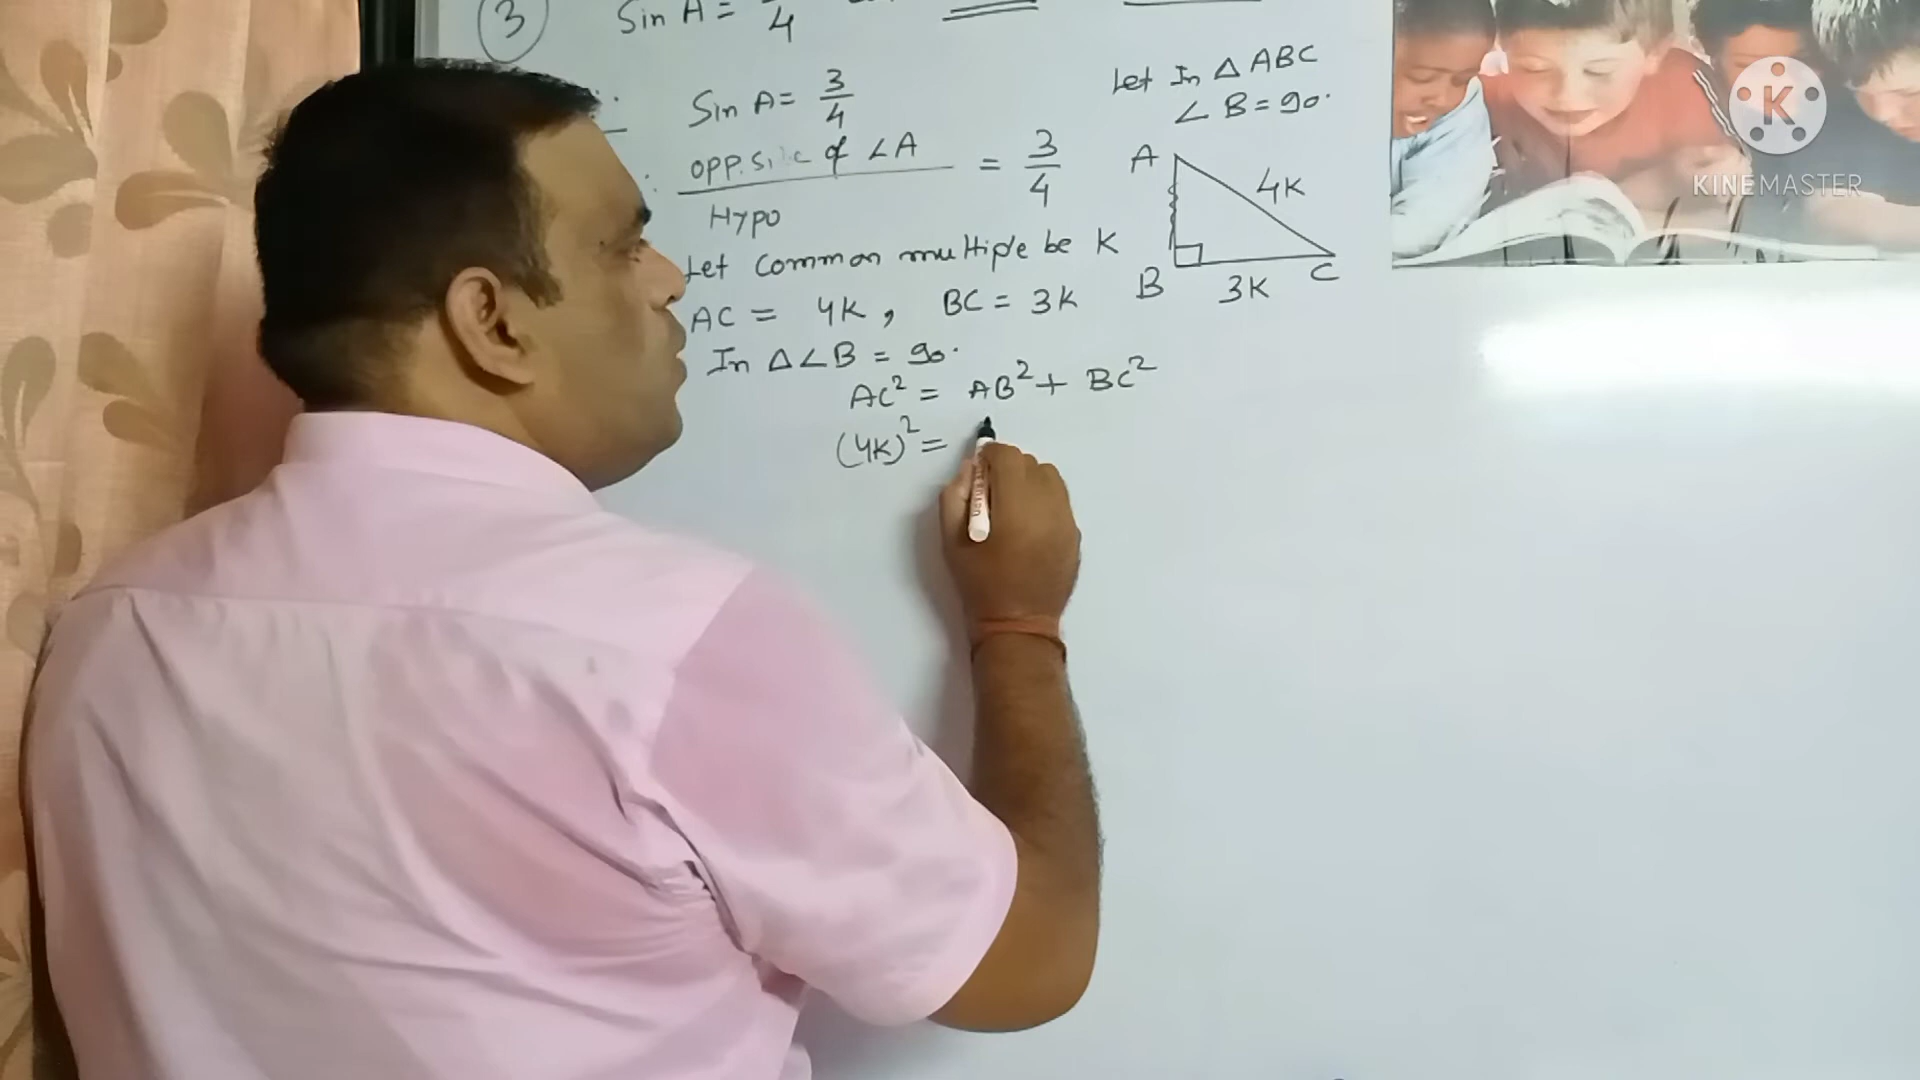 3 Sin A = /4
Sin A = 3/4
opp. side of ∠A / Hypo = 3/4
Let Common multiple be K
AC = 4K, BC = 3K
In Δ∠B = 90°
AC² = AB² + BC²
(4K)² =
Let In Δ ABC
∠B = 90°
A
4K
B
3K
C
K
KINEMASTER